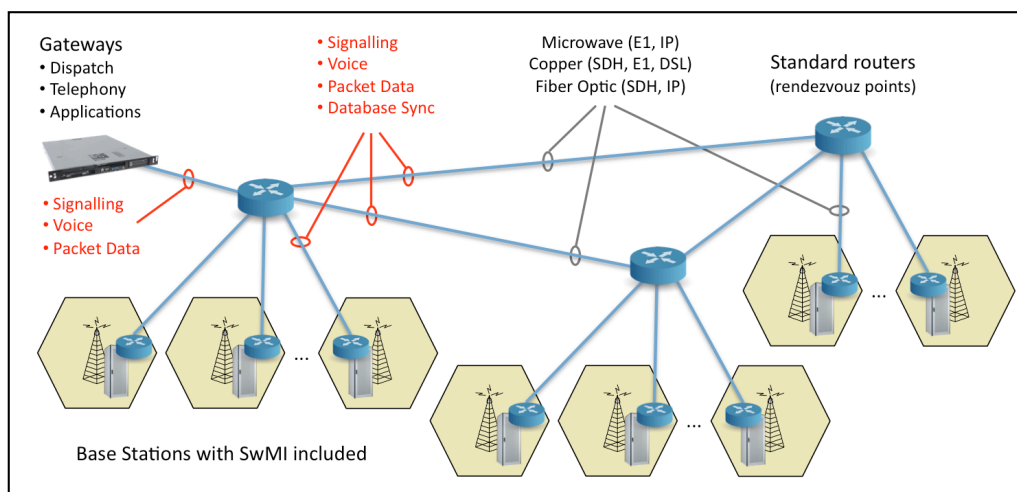 Gateways
• Dispatch
• Telephony
• Applications
• Signalling
• Voice
• Packet Data
• Database Sync
Microwave (E1, IP)
Copper (SDH, E1, DSL)
Fiber Optic (SDH, IP)
Standard routers
(rendezvouz points)
• Signalling
• Voice
• Packet Data
...
...
...
Base Stations with SwMI included